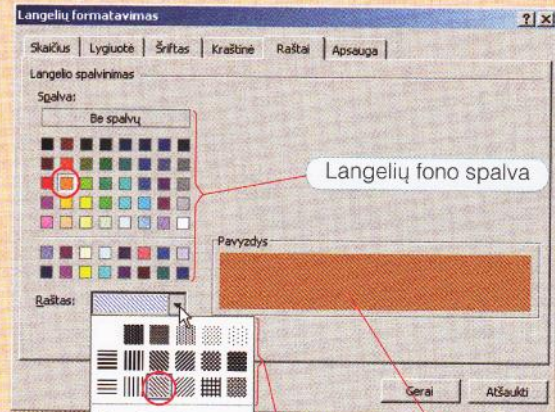 Langelių formatavimas
Skaičius Lygiuotė Šriftas Kraštinė Raštai Apsauga
Langelio spalvinimas
Spalva:
Be spalvų
Langelių fono spalva
Pavyzdys
Raštas:
Gerai Atšaukti